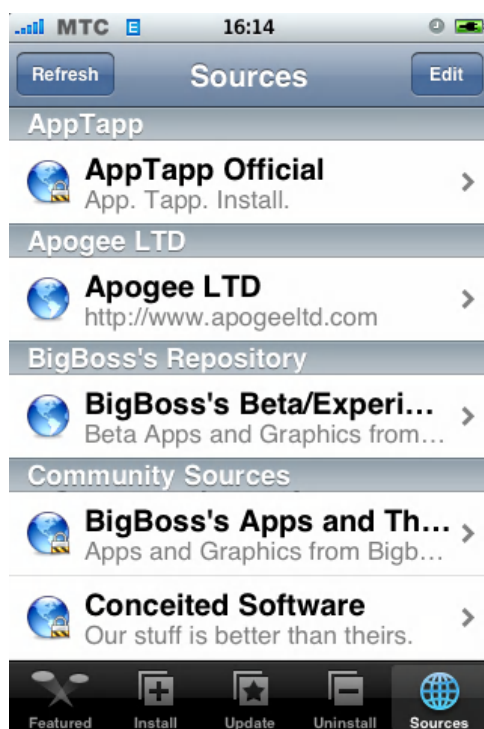 MTC E 16:14
Refresh Sources Edit
AppTapp
AppTapp Official
App. Tapp. Install.
Apogee LTD
Apogee LTD
http://www.apogeeltd.com
BigBoss's Repository
BigBoss's Beta/Experi...
Beta Apps and Graphics from...
Community Sources
BigBoss's Apps and Th...
Apps and Graphics from Bigb...
Conceited Software
Our stuff is better than theirs.
Featured Install Update Uninstall Sources